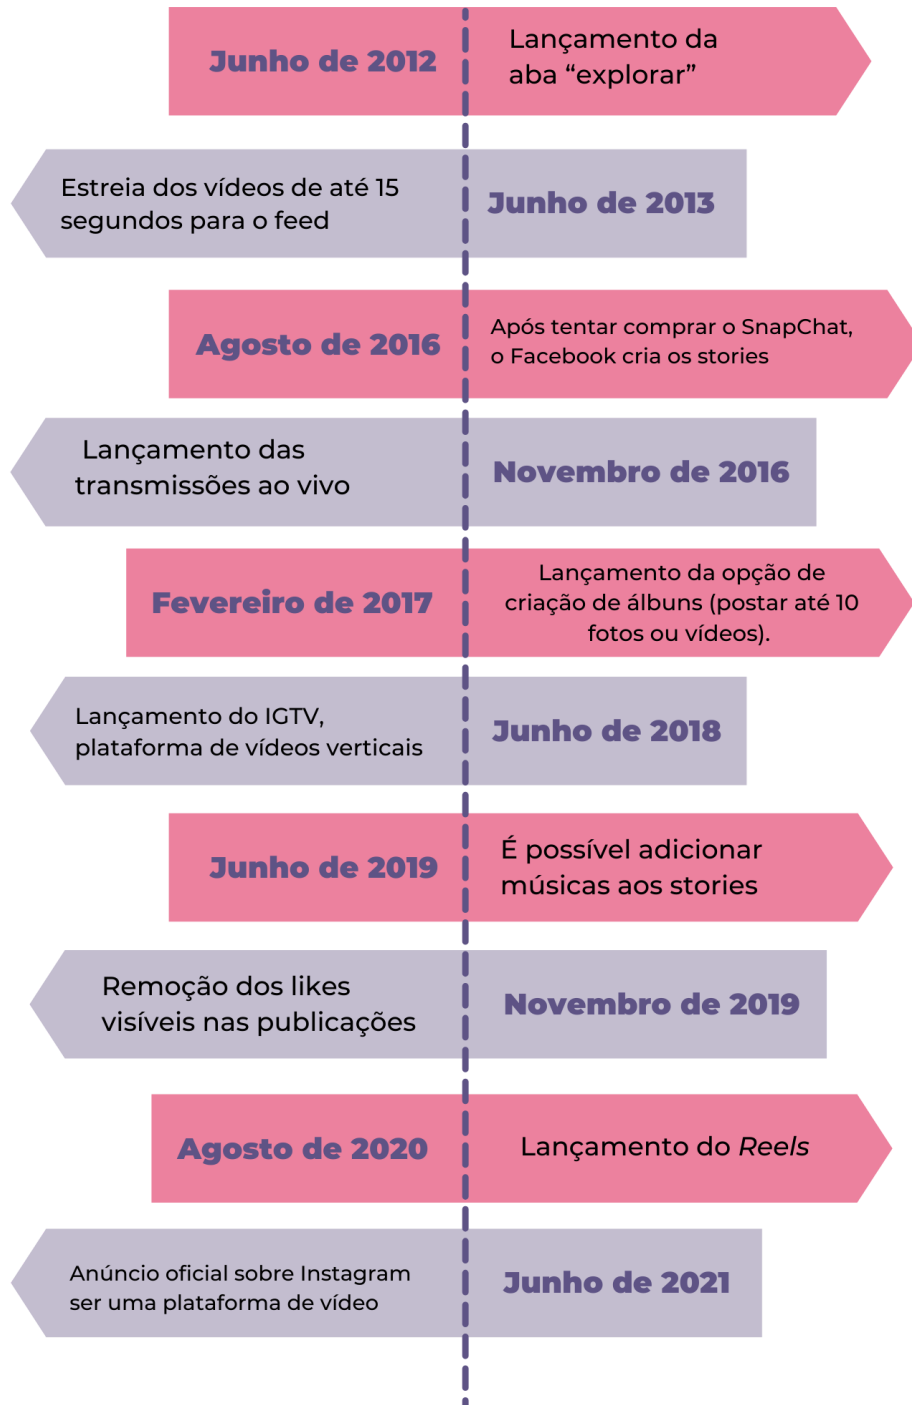 Junho de 2012
Lançamento da
aba “explorar”
Estreia dos vídeos de até 15
segundos para o feed
Junho de 2013
Agosto de 2016
Após tentar comprar o SnapChat,
o Facebook cria os stories
Lançamento das
transmissões ao vivo
Novembro de 2016
Fevereiro de 2017
Lançamento da opção de
criação de álbuns (postar até 10
fotos ou vídeos).
Lançamento do IGTV,
plataforma de vídeos verticais
Junho de 2018
Junho de 2019
É possível adicionar
músicas aos stories
Remoção dos likes
visíveis nas publicações
Novembro de 2019
Agosto de 2020
Lançamento do Reels
Anúncio oficial sobre Instagram
ser uma plataforma de vídeo
Junho de 2021